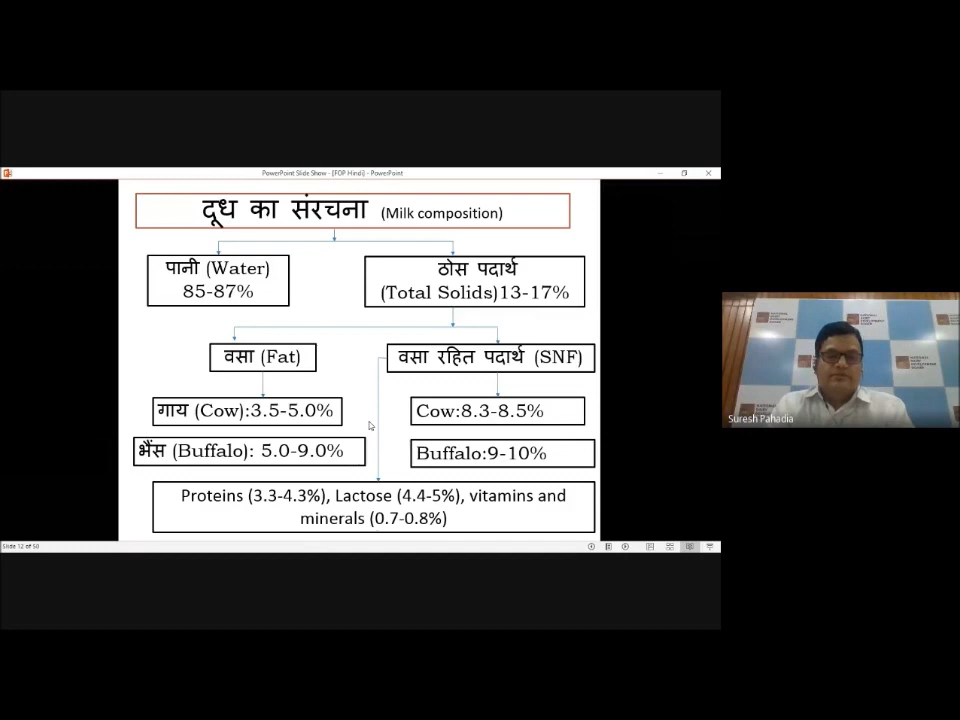 PowerPoint Slide Show - [FOP Hindi] - PowerPoint
दूध का संरचना (Milk composition)
पानी (Water)
85-87%
ठोस पदार्थ
(Total Solids)13-17%
वसा (Fat)
वसा रहित पदार्थ (SNF)
गाय (Cow):3.5-5.0%
Cow:8.3-8.5%
भैंस (Buffalo): 5.0-9.0%
Buffalo:9-10%
Proteins (3.3-4.3%), Lactose (4.4-5%), vitamins and
minerals (0.7-0.8%)
Slide 12 of 50
Suresh Pahadia